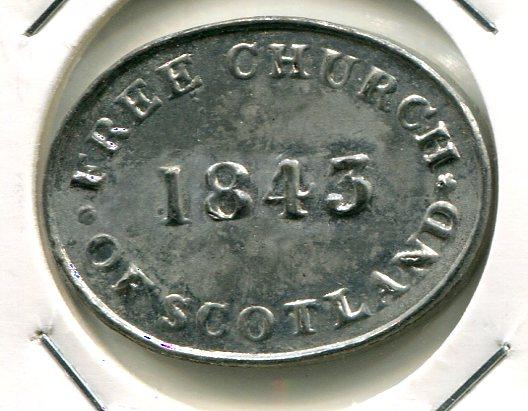 FREE CHURCH
1843
OF SCOTLAND